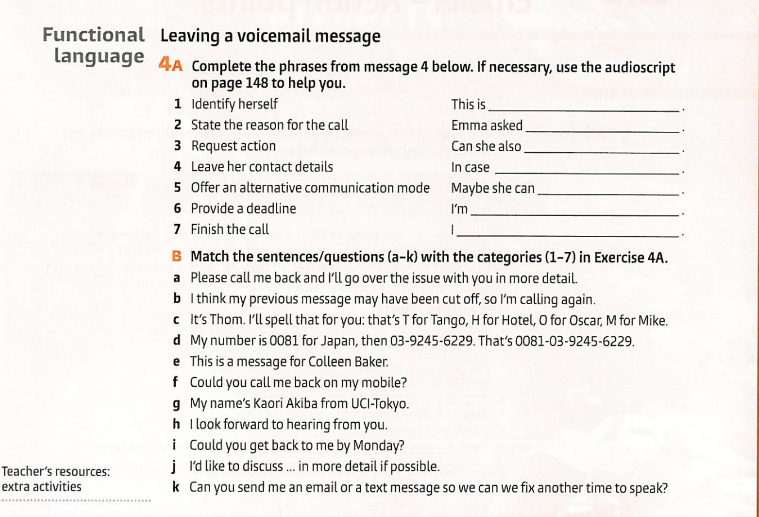 Functional language
Leaving a voicemail message
4A Complete the phrases from message 4 below. If necessary, use the audioscript
on page 148 to help you.
1 Identify herself This is ______ .
2 State the reason for the call Emma asked ______ .
3 Request action Can she also ______ .
4 Leave her contact details In case ______ .
5 Offer an alternative communication mode Maybe she can ______ .
6 Provide a deadline I'm ______ .
7 Finish the call I ______ .
B Match the sentences/questions (a–k) with the categories (1–7) in Exercise 4A.
a Please call me back and I'll go over the issue with you in more detail.
b I think my previous message may have been cut off, so I'm calling again.
c It's Thom. I'll spell that for you: that's T for Tango, H for Hotel, O for Oscar, M for Mike.
d My number is 0081 for Japan, then 03-9245-6229. That's 0081-03-9245-6229.
e This is a message for Colleen Baker.
f Could you call me back on my mobile?
g My name's Kaori Akiba from UCI-Tokyo.
h I look forward to hearing from you.
i Could you get back to me by Monday?
j I'd like to discuss ... in more detail if possible.
k Can you send me an email or a text message so we can we fix another time to speak?
Teacher's resources:
extra activities